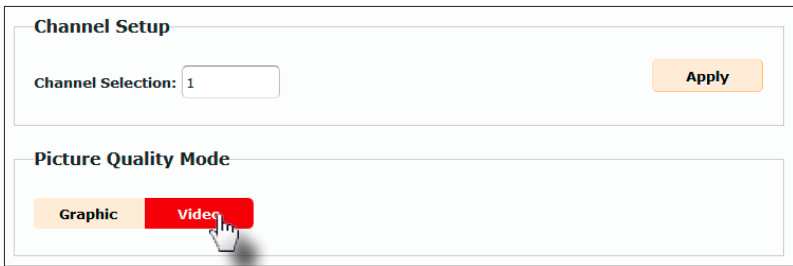 Channel Setup
Channel Selection: 1
Apply
Picture Quality Mode
Graphic Video